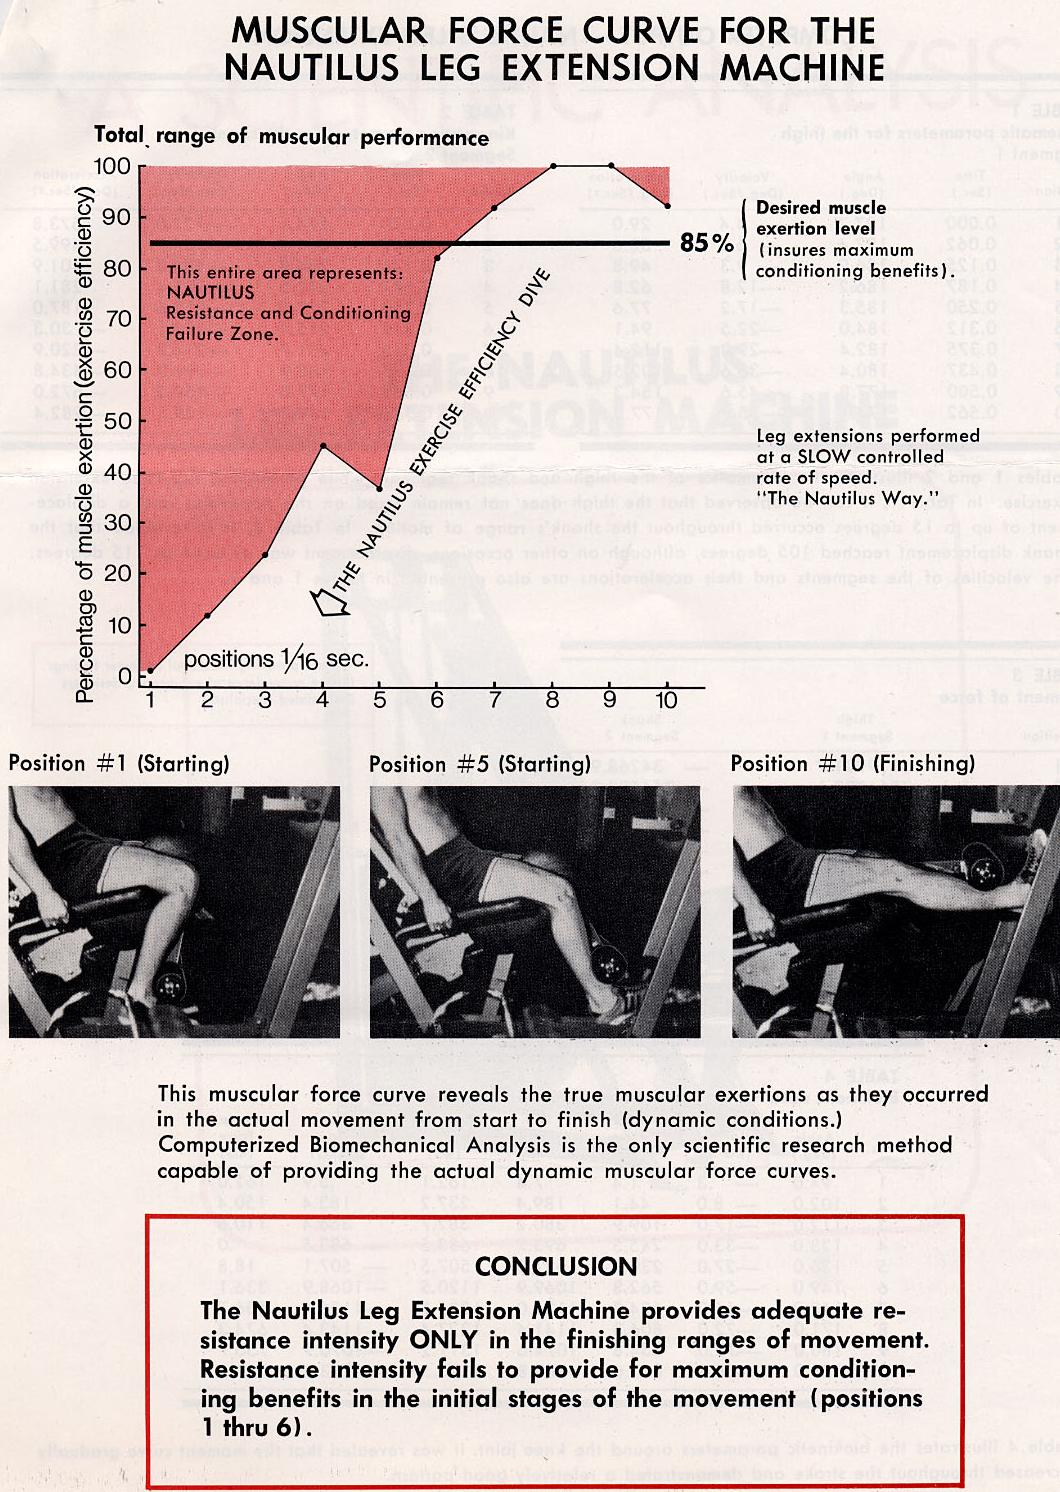 MUSCULAR FORCE CURVE FOR THE
NAUTILUS LEG EXTENSION MACHINE
Total range of muscular performance
Percentage of muscle exertion (exercise efficiency)
100
90
80
70
60
50
40
30
20
10
0
This entire area represents:
NAUTILUS
Resistance and Conditioning
Failure Zone.
THE NAUTILUS EXERCISE EFFICIENCY DIVE
85%
Desired muscle
exertion level
(insures maximum
conditioning benefits).
Leg extensions performed
at a SLOW controlled
rate of speed.
"The Nautilus Way."
positions 1/16 sec.
1 2 3 4 5 6 7 8 9 10
Position #1 (Starting)
Position #5 (Starting)
Position #10 (Finishing)
This muscular force curve reveals the true muscular exertions as they occurred
in the actual movement from start to finish (dynamic conditions.)
Computerized Biomechanical Analysis is the only scientific research method
capable of providing the actual dynamic muscular force curves.
CONCLUSION
The Nautilus Leg Extension Machine provides adequate re-
sistance intensity ONLY in the finishing ranges of movement.
Resistance intensity fails to provide for maximum condition-
ing benefits in the initial stages of the movement (positions
1 thru 6).